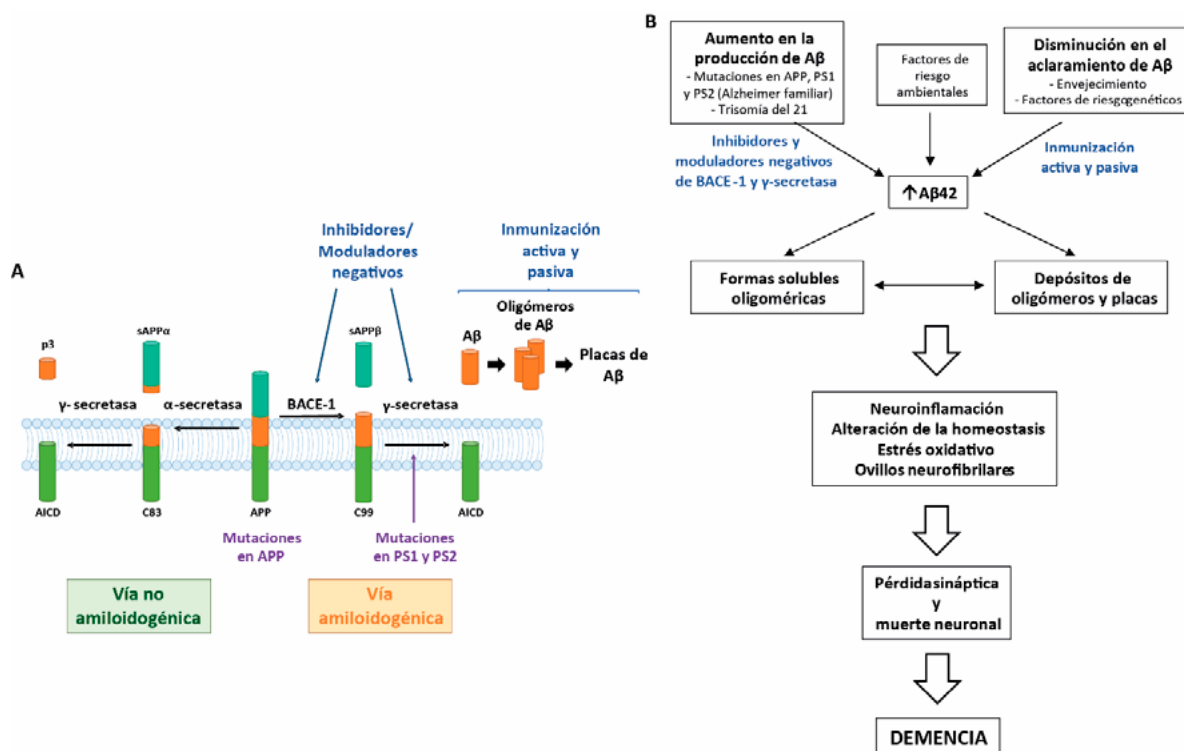 A
Inhibidores/
Moduladores
negativos
Inmunización
activa y
pasiva
p3
sAPPα
sAPPβ
Aβ
Oligómeros
de Aβ
Placas de
Aβ
γ- secretasa
α-secretasa
BACE-1
γ-secretasa
AICD
C83
APP
C99
AICD
Mutaciones
en APP
Mutaciones
en PS1 y PS2
Vía no
amiloidogénica
Vía
amiloidogénica
B
Aumento en la
producción de Aβ
- Mutaciones en APP, PS1
y PS2 (Alzheimer familiar)
- Trisomía del 21
Factores de
riesgo
ambientales
Disminución en el
aclaramiento de Aβ
- Envejecimiento
- Factores de riesgogenéticos
Inhibidores y
moduladores negativos
de BACE-1 y γ-secretasa
Inmunización
activa y pasiva
↑Aβ42
Formas solubles
oligoméricas
Depósitos de
oligómeros y placas
Neuroinflamación
Alteración de la homeostasis
Estrés oxidativo
Ovillos neurofibrilares
Pérdidasináptica
y
muerte neuronal
DEMENCIA